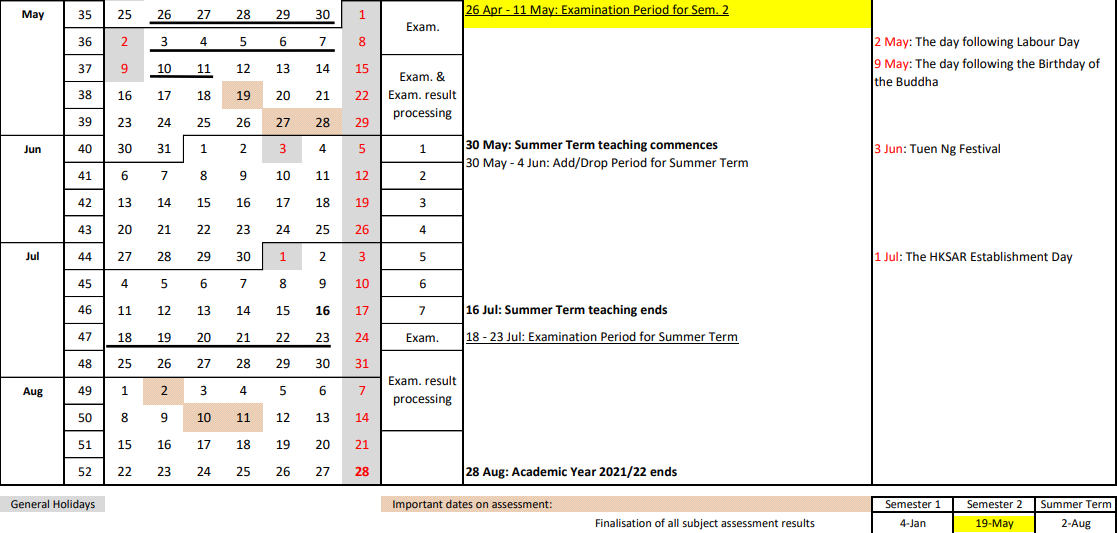 May 35 25 26 27 28 29 30 1 Exam. 26 Apr - 11 May: Examination Period for Sem. 2
36 2 3 4 5 6 7 8 2 May: The day following Labour Day
37 9 10 11 12 13 14 15 Exam. & 9 May: The day following the Birthday of
the Buddha
38 16 17 18 19 20 21 22 Exam. result
processing
39 23 24 25 26 27 28 29
Jun 40 30 31 1 2 3 4 5 1 30 May: Summer Term teaching commences 3 Jun: Tuen Ng Festival
30 May - 4 Jun: Add/Drop Period for Summer Term
41 6 7 8 9 10 11 12 2
42 13 14 15 16 17 18 19 3
43 20 21 22 23 24 25 26 4
Jul 44 27 28 29 30 1 2 3 5 1 Jul: The HKSAR Establishment Day
45 4 5 6 7 8 9 10 6
46 11 12 13 14 15 16 17 7 16 Jul: Summer Term teaching ends
47 18 19 20 21 22 23 24 Exam. 18 - 23 Jul: Examination Period for Summer Term
48 25 26 27 28 29 30 31
Exam. result
Aug 49 1 2 3 4 5 6 7 processing
50 8 9 10 11 12 13 14
51 15 16 17 18 19 20 21
52 22 23 24 25 26 27 28 28 Aug: Academic Year 2021/22 ends
General Holidays Important dates on assessment: Semester 1 Semester 2 Summer Term
Finalisation of all subject assessment results 4-Jan 19-May 2-Aug